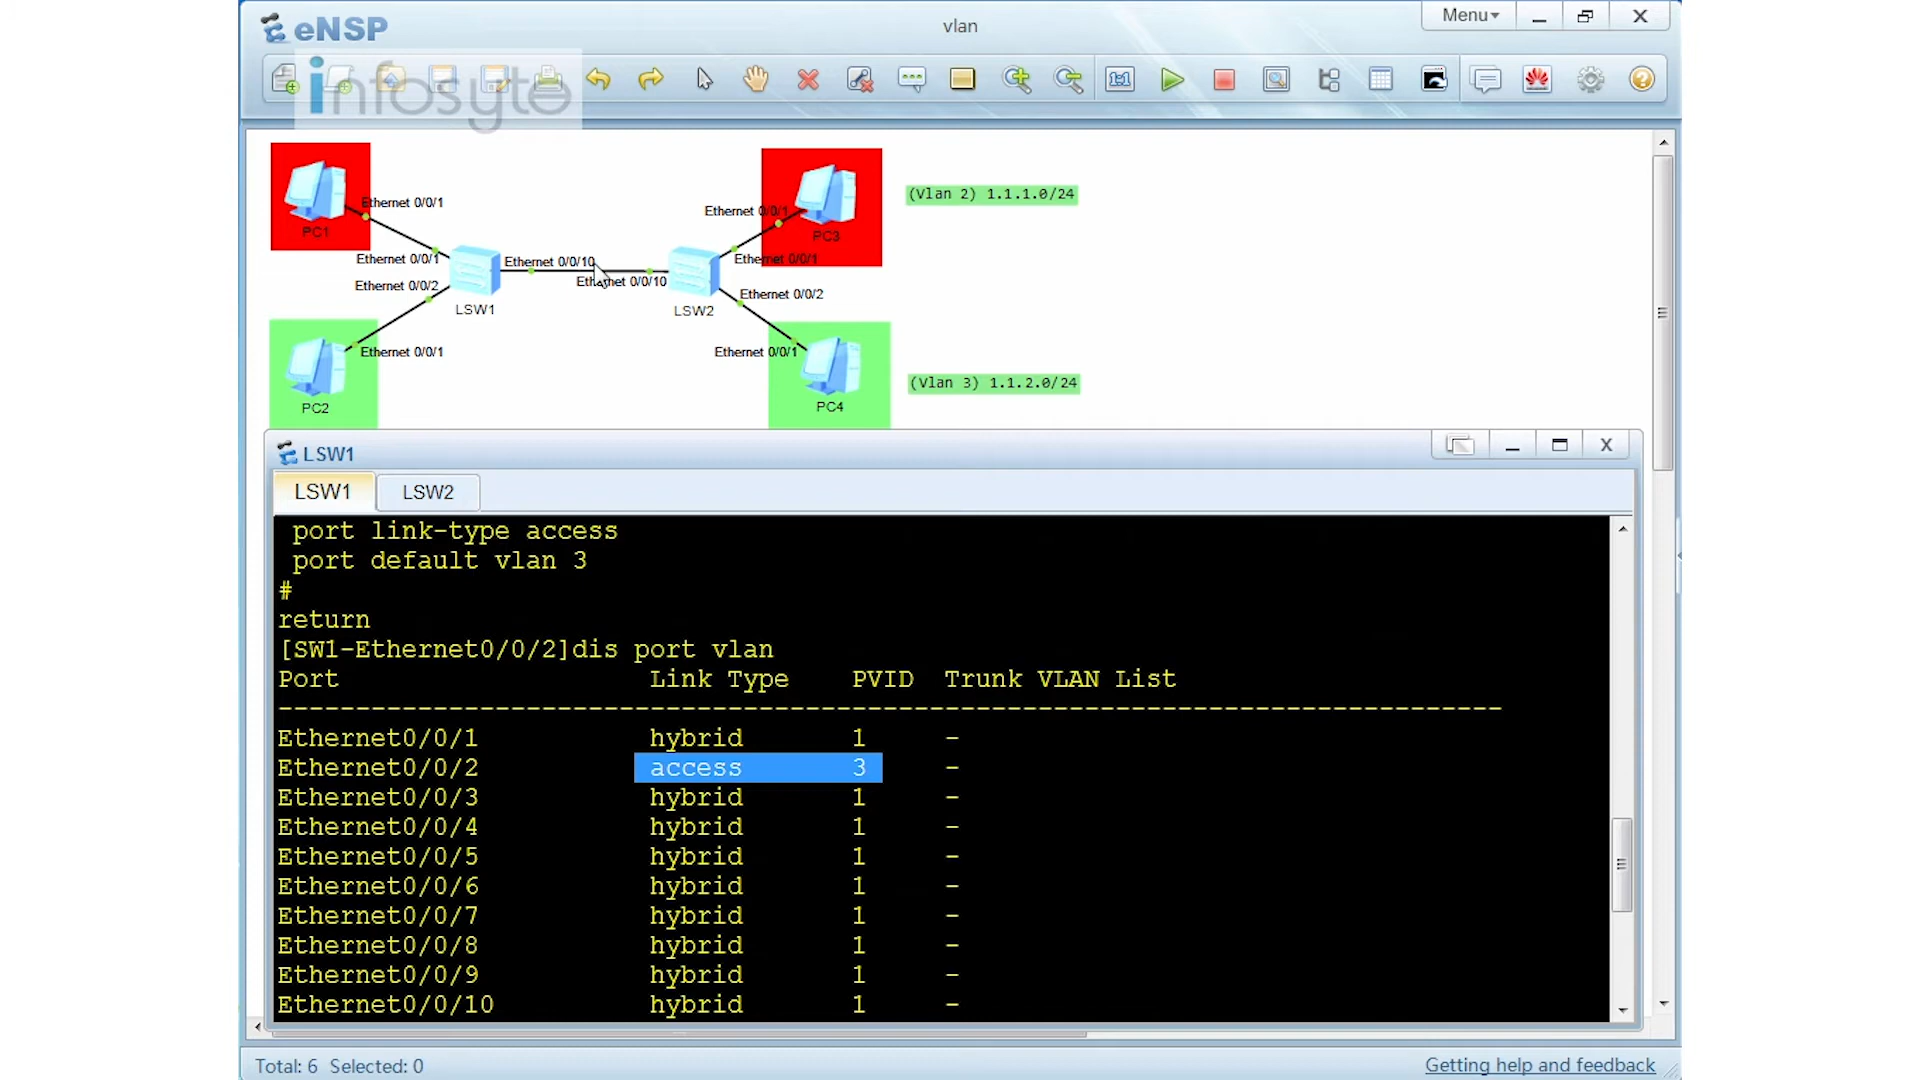 eNSP
vlan
Menu
infosyte
(Vlan 2) 1.1.1.0/24
Ethernet 0/0/1
Ethernet 0/0/1
PC1
PC3
Ethernet 0/0/1
Ethernet 0/0/10
Ethernet 0/0/1
Ethernet 0/0/2
Ethernet 0/0/10
Ethernet 0/0/2
LSW1
LSW2
Ethernet 0/0/1
Ethernet 0/0/1
(Vlan 3) 1.1.2.0/24
PC2
PC4
LSW1
LSW1 LSW2
port link-type access
port default vlan 3
#
return
[SW1-Ethernet0/0/2]dis port vlan
Port Link Type PVID Trunk VLAN List
-------------------------------------------------------------------------------
Ethernet0/0/1 hybrid 1 -
Ethernet0/0/2 access 3 -
Ethernet0/0/3 hybrid 1 -
Ethernet0/0/4 hybrid 1 -
Ethernet0/0/5 hybrid 1 -
Ethernet0/0/6 hybrid 1 -
Ethernet0/0/7 hybrid 1 -
Ethernet0/0/8 hybrid 1 -
Ethernet0/0/9 hybrid 1 -
Ethernet0/0/10 hybrid 1 -
Total: 6 Selected: 0
Getting help and feedback